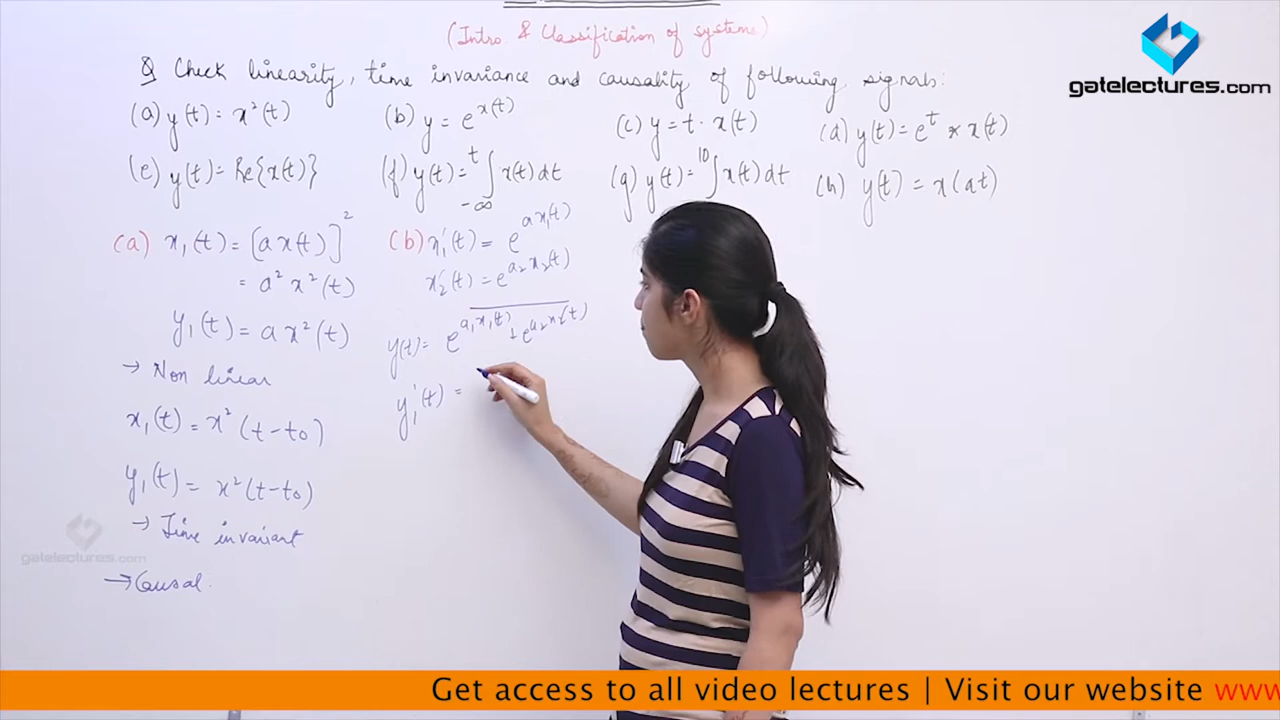 (Intro. & Classification of systems)
gatelectures.com
Q Check linearity, time invariance and causality of following signals:
(a) y(t) = x²(t) (b) y = e^{x(t)} (c) y = t · x(t) (d) y(t) = e^t * x(t)
(e) y(t) = Re{x(t)} (f) y(t) = ∫_{-∞}^{t} x(t) dt (g) y(t) = ∫^{10} x(t) dt (h) y(t) = x(at)
(a) x₁(t) = [a x(t)]²
= a² x²(t)
y₁(t) = a x²(t)
→ Non linear
x₁(t) = x²(t-t₀)
y₁(t) = x²(t-t₀)
→ Time invariant
→ Causal.
(b) x₁'(t) = e^{a x₁(t)}
x₂'(t) = e^{a₂ x₂(t)}
y(t) = e^{a₁x₁(t)} + e^{a₂x₂(t)}
y₁'(t) =
gatelectures.com
Get access to all video lectures | Visit our website www